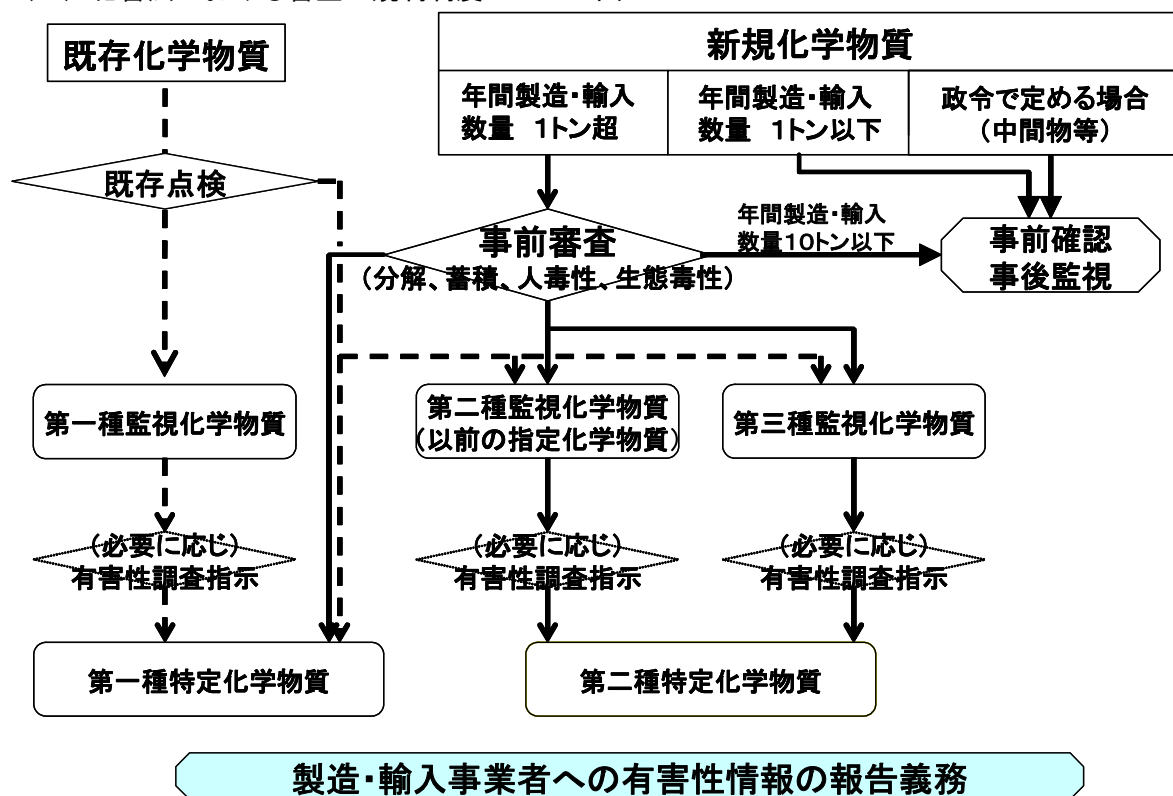 既存化学物質
新規化学物質
年間製造・輸入
数量 1トン超
年間製造・輸入
数量 1トン以下
政令で定める場合
（中間物等）
既存点検
事前審査
（分解、蓄積、人毒性、生態毒性）
年間製造・輸入
数量10トン以下
事前確認
事後監視
第一種監視化学物質
第二種監視化学物質
（以前の指定化学物質）
第三種監視化学物質
（必要に応じ）
有害性調査指示
（必要に応じ）
有害性調査指示
（必要に応じ）
有害性調査指示
第一種特定化学物質
第二種特定化学物質
製造・輸入事業者への有害性情報の報告義務